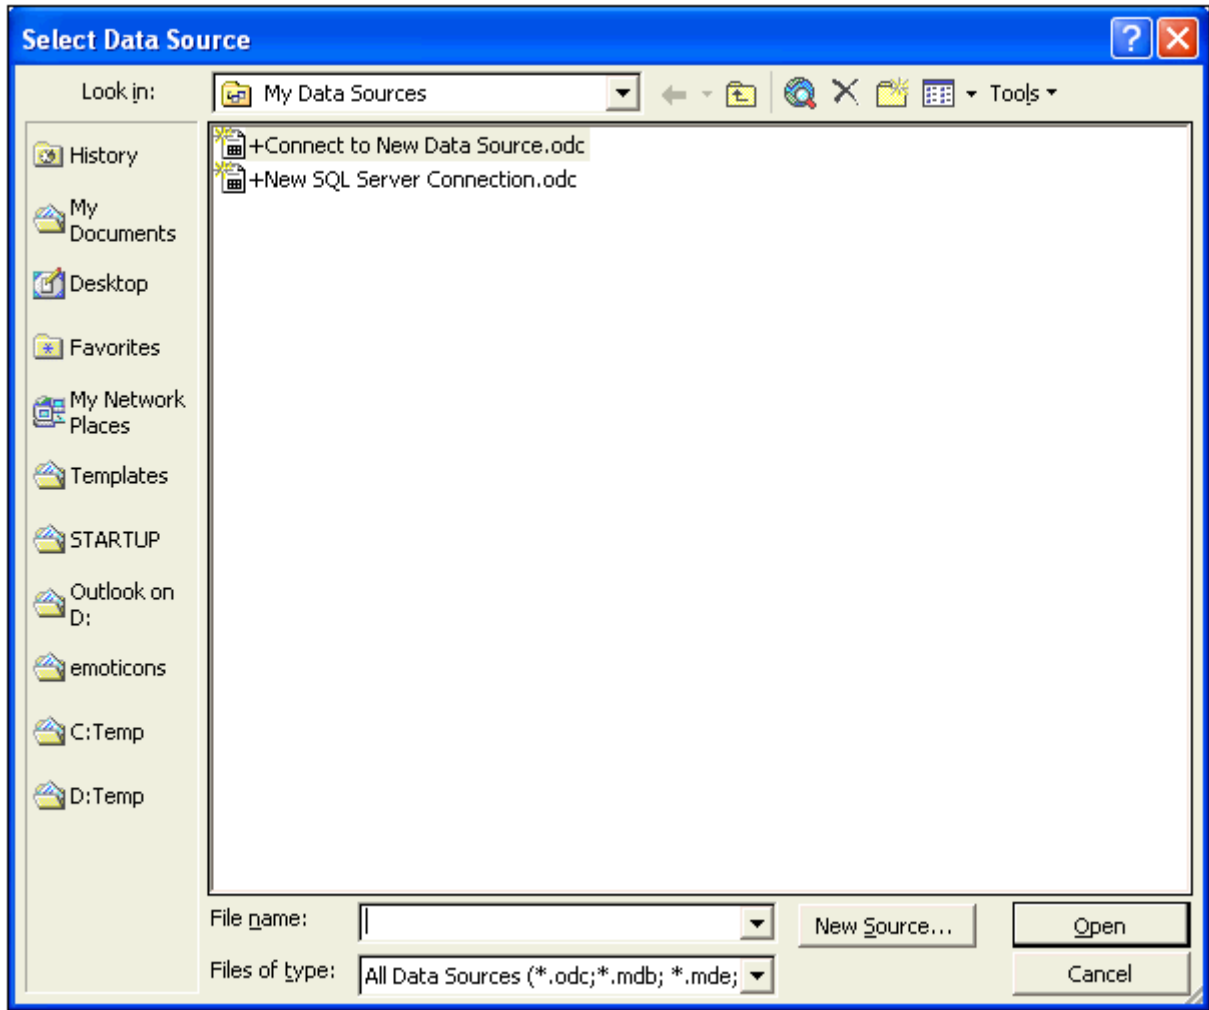 Select Data Source
Look in:
My Data Sources
Tools
History
My
Documents
Desktop
Favorites
My Network
Places
Templates
STARTUP
Outlook on
D:
emoticons
C:Temp
D:Temp
+Connect to New Data Source.odc
+New SQL Server Connection.odc
File name:
New Source...
Open
Files of type:
All Data Sources (*.odc;*.mdb; *.mde;
Cancel